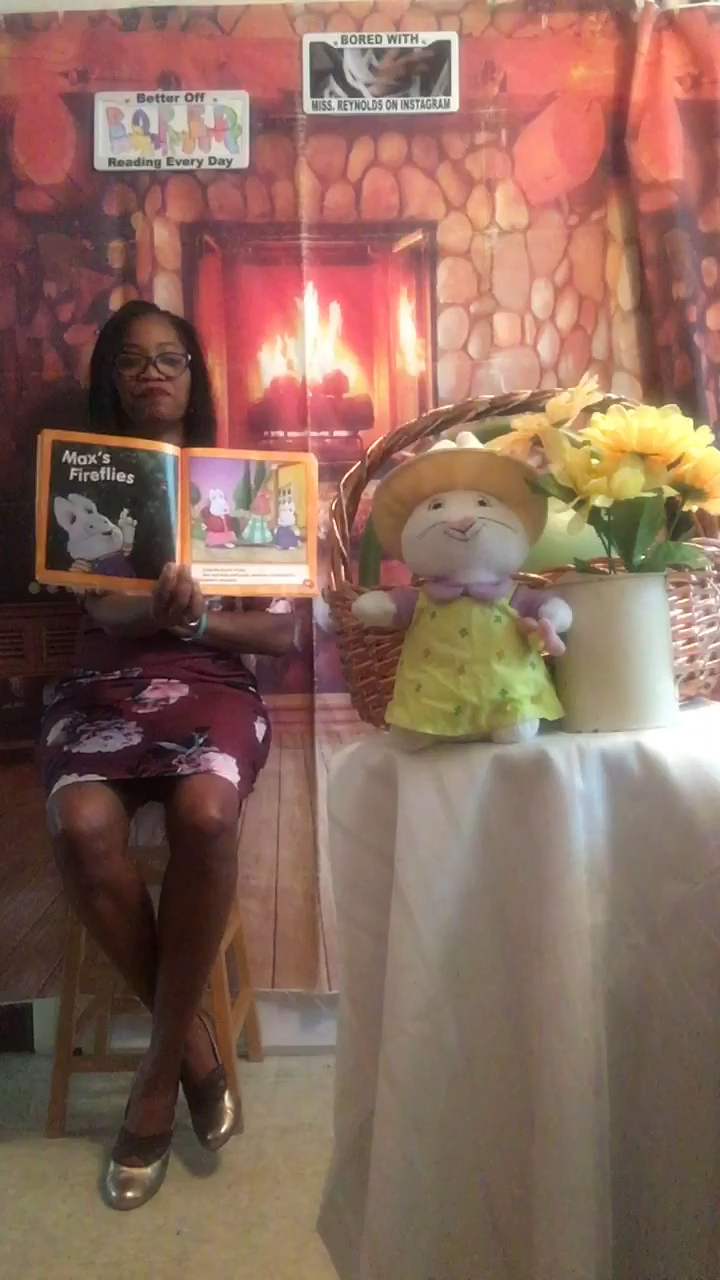 BORED WITH
MISS. REYNOLDS ON INSTAGRAM
Better Off
BORED
Reading Every Day
Max's
Fireflies